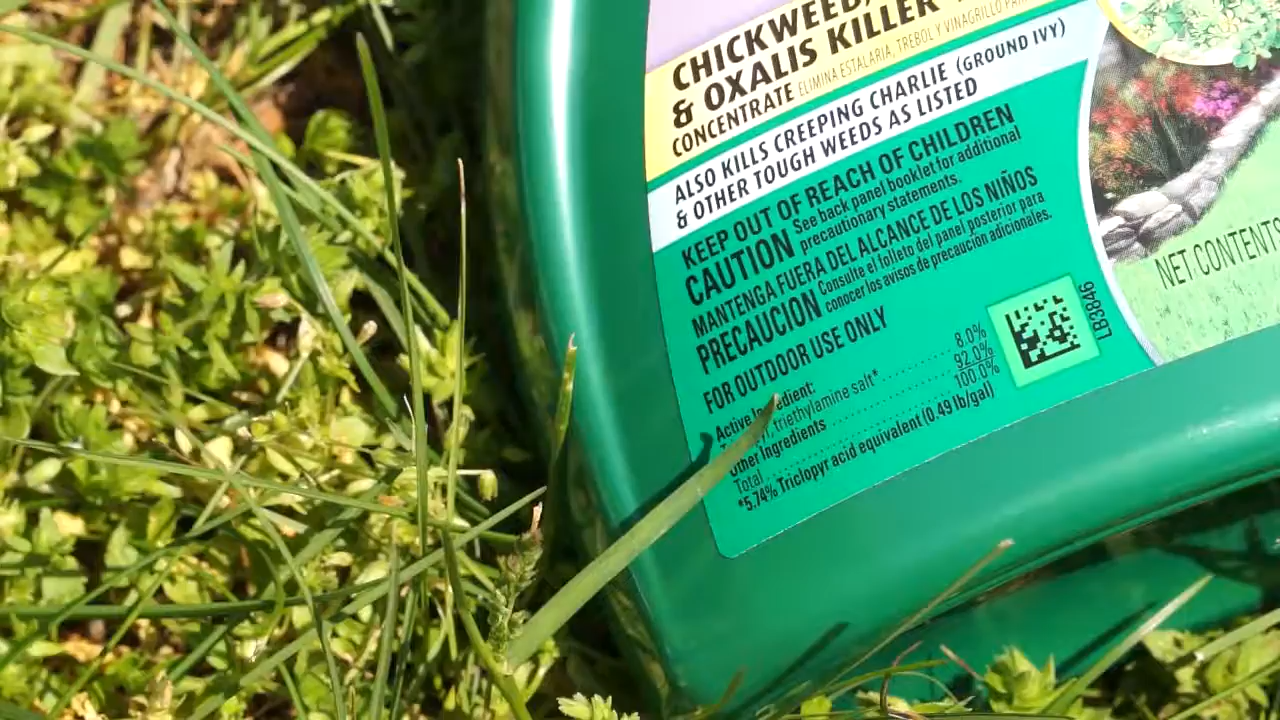 CHICKWEED,
& OXALIS KILLER
CONCENTRATE ELIMINA ESTALARIA, TREBOL Y VINAGRILLO
ALSO KILLS CREEPING CHARLIE (GROUND IVY)
& OTHER TOUGH WEEDS AS LISTED
KEEP OUT OF REACH OF CHILDREN
CAUTION See back panel booklet for additional
precautionary statements.
MANTENGA FUERA DEL ALCANCE DE LOS NIÑOS
PRECAUCION Consulte el folleto del panel posterior para
conocer los avisos de precaución adicionales.
FOR OUTDOOR USE ONLY
Active Ingredient:
triethylamine salt* 8.0%
Other Ingredients 92.0%
Total 100.0%
*5.74% Triclopyr acid equivalent (0.49 lb/gal)
LB3846
NET CONTENTS